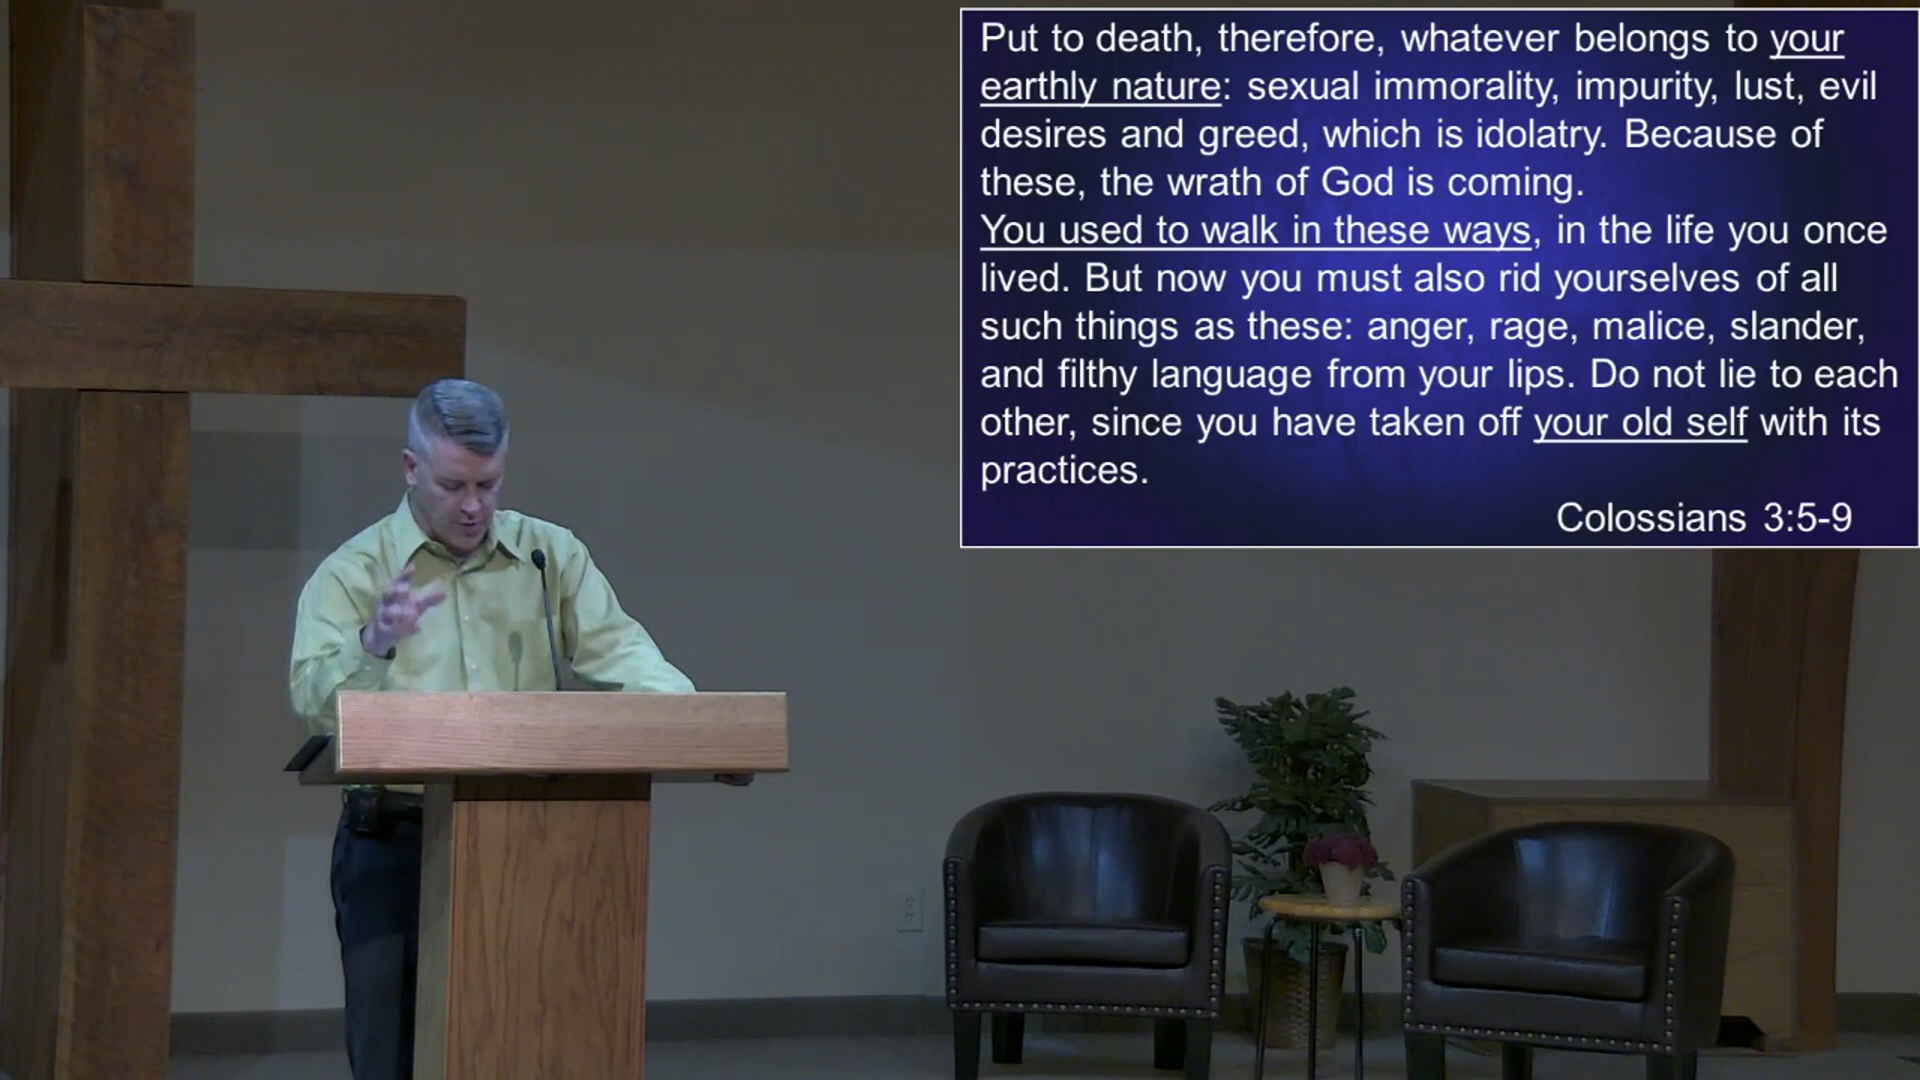 Put to death, therefore, whatever belongs to your
earthly nature: sexual immorality, impurity, lust, evil
desires and greed, which is idolatry. Because of
these, the wrath of God is coming.
You used to walk in these ways, in the life you once
lived. But now you must also rid yourselves of all
such things as these: anger, rage, malice, slander,
and filthy language from your lips. Do not lie to each
other, since you have taken off your old self with its
practices.
Colossians 3:5-9